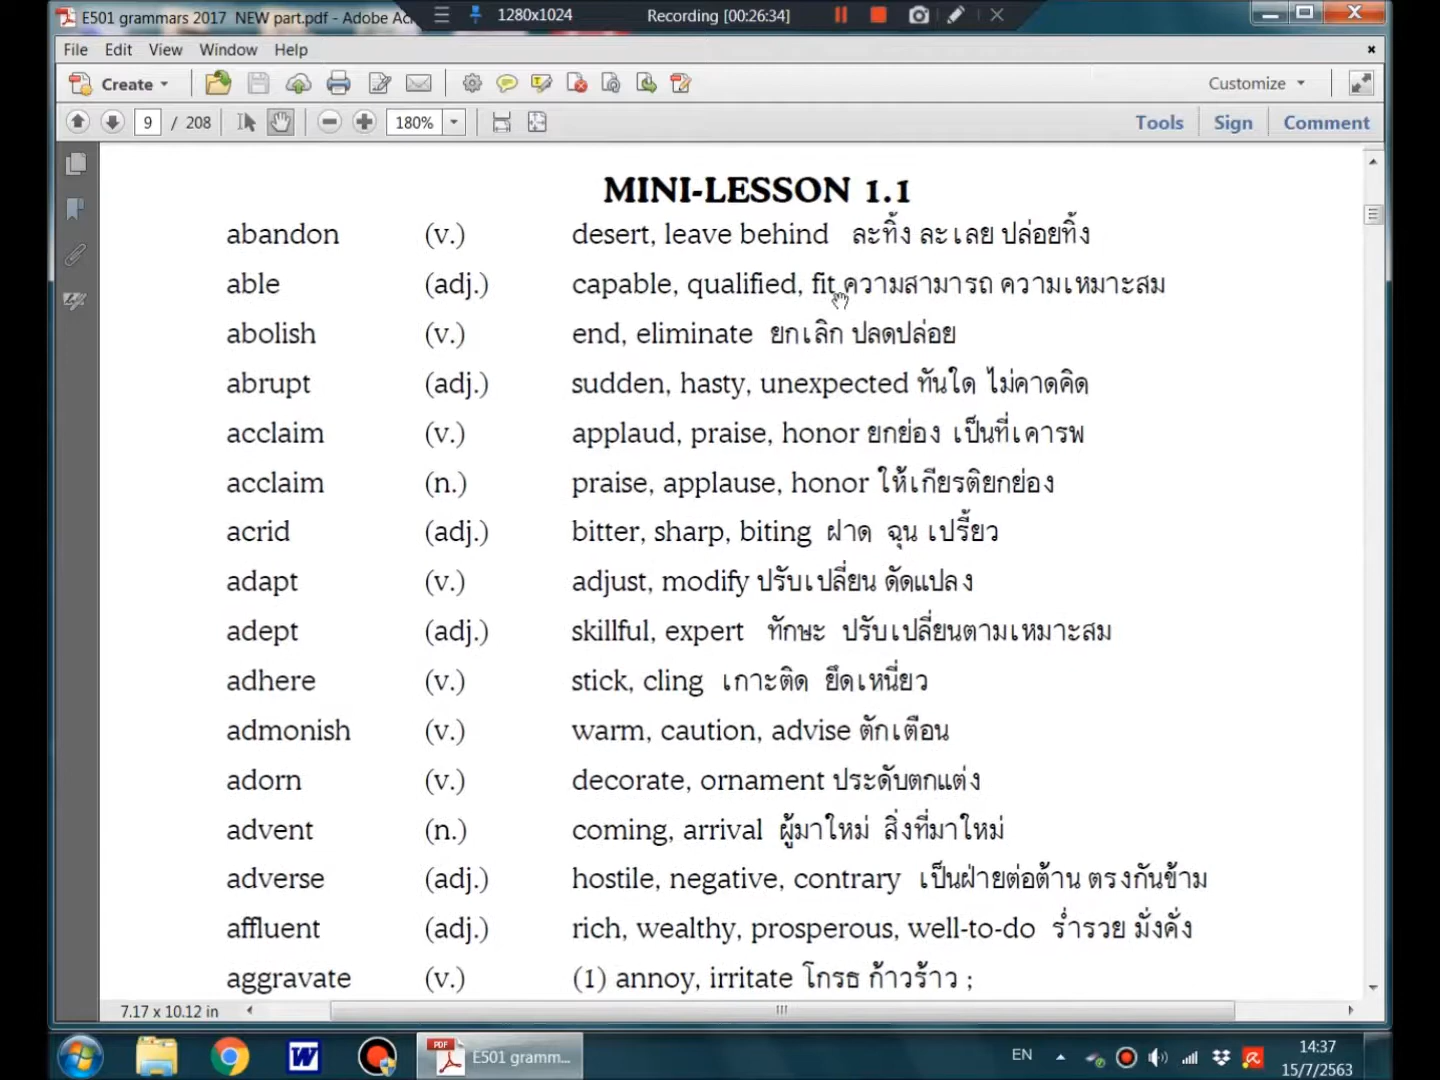 E501 grammars 2017 NEW part.pdf - Adobe Ac
1280x1024
Recording [00:26:34]
File Edit View Window Help
Create
Customize
9 / 208
180%
Tools Sign Comment
MINI-LESSON 1.1
abandon (v.) desert, leave behind ละทิ้ง ละเลย ปล่อยทิ้ง
able (adj.) capable, qualified, fit ความสามารถ ความเหมาะสม
abolish (v.) end, eliminate ยกเลิก ปลดปล่อย
abrupt (adj.) sudden, hasty, unexpected ทันใด ไม่คาดคิด
acclaim (v.) applaud, praise, honor ยกย่อง เป็นที่เคารพ
acclaim (n.) praise, applause, honor ให้เกียรติยกย่อง
acrid (adj.) bitter, sharp, biting ฝาด ฉุน เปรี้ยว
adapt (v.) adjust, modify ปรับเปลี่ยน ดัดแปลง
adept (adj.) skillful, expert ทักษะ ปรับเปลี่ยนตามเหมาะสม
adhere (v.) stick, cling เกาะติด ยึดเหนี่ยว
admonish (v.) warm, caution, advise ตักเตือน
adorn (v.) decorate, ornament ประดับตกแต่ง
advent (n.) coming, arrival ผู้มาใหม่ สิ่งที่มาใหม่
adverse (adj.) hostile, negative, contrary เป็นฝ่ายต่อต้าน ตรงกันข้าม
affluent (adj.) rich, wealthy, prosperous, well-to-do ร่ำรวย มั่งคั่ง
aggravate (v.) (1) annoy, irritate โกรธ ก้าวร้าว ;
7.17 x 10.12 in
E501 gramm...
EN
14:37
15/7/2563